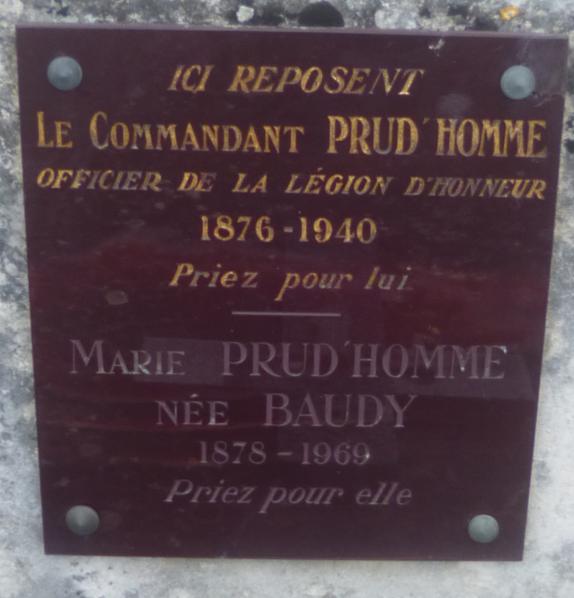 ICI REPOSENT
LE COMMANDANT PRUD'HOMME
OFFICIER DE LA LÉGION D'HONNEUR
1876-1940
Priez pour lui
MARIE PRUD'HOMME
NÉE BAUDY
1878-1969
Priez pour elle